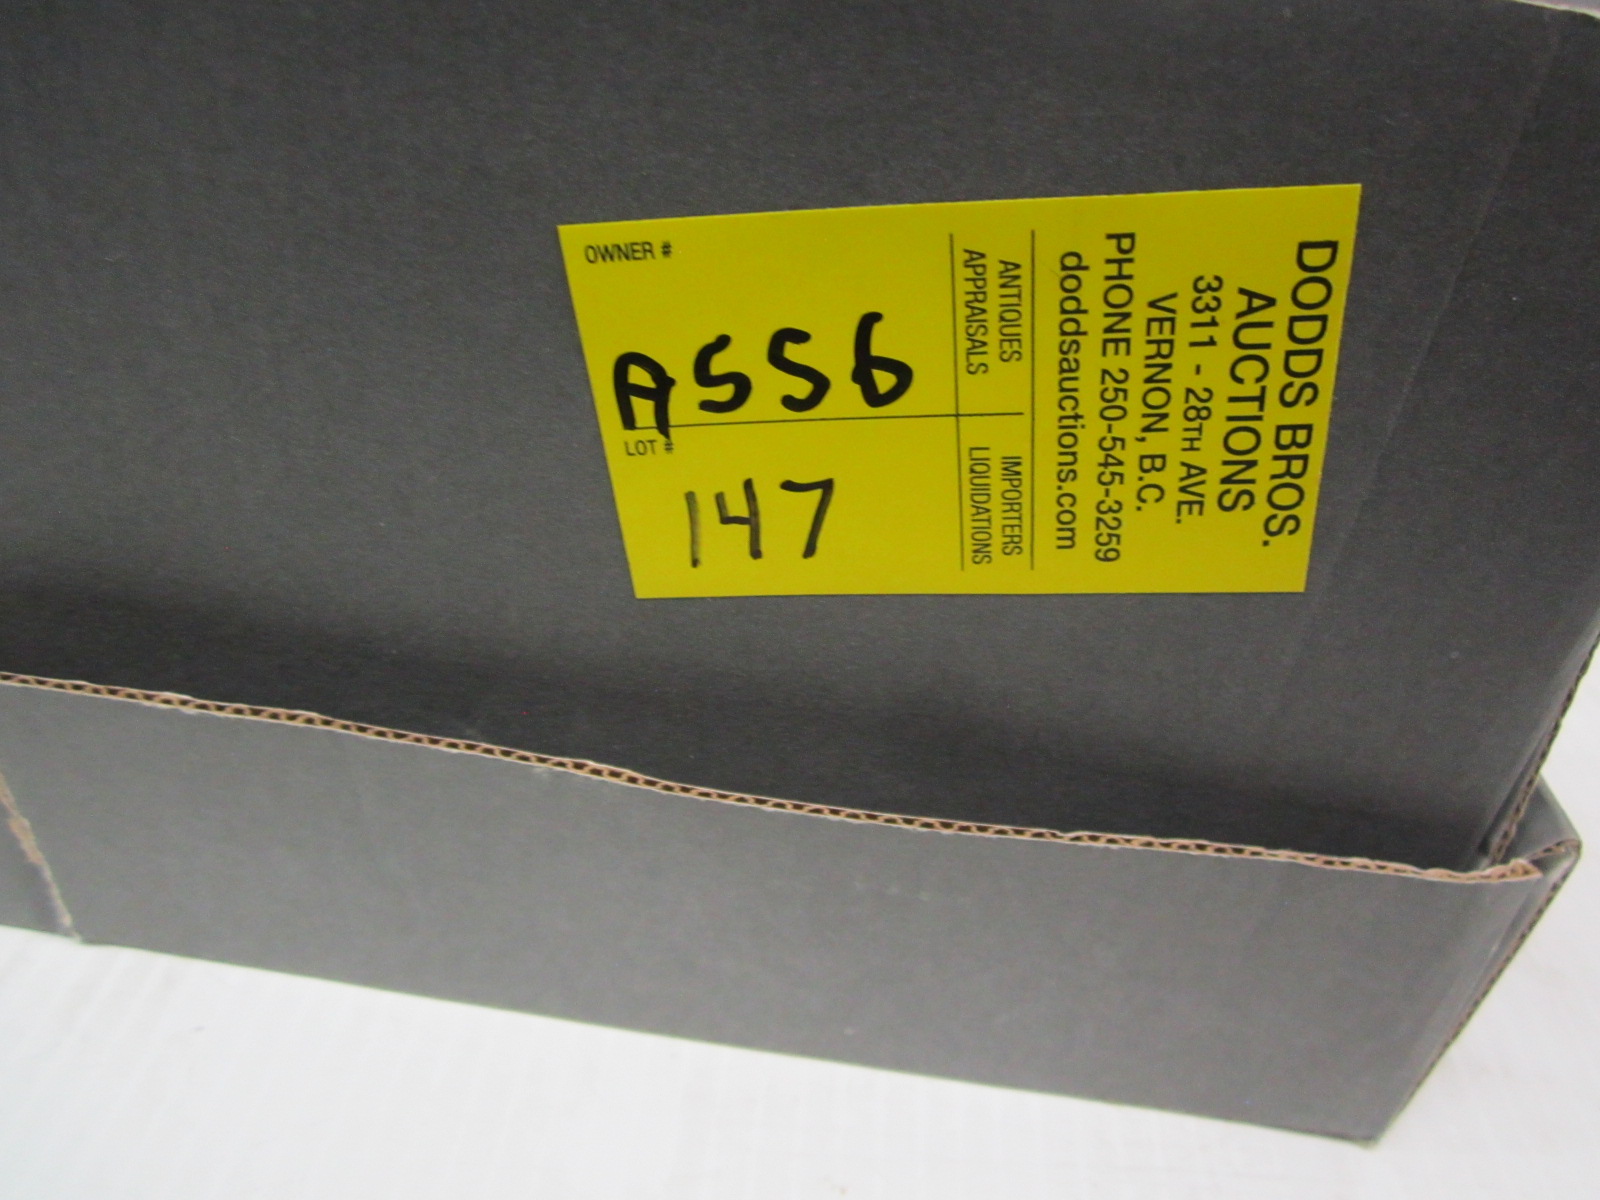 DODDS BROS.
AUCTIONS
3311 - 28TH AVE.
VERNON, B.C.
PHONE 250-545-3259
doddsauctions.com
ANTIQUES
APPRAISALS
IMPORTERS
LIQUIDATIONS
OWNER #
A556
LOT #
147